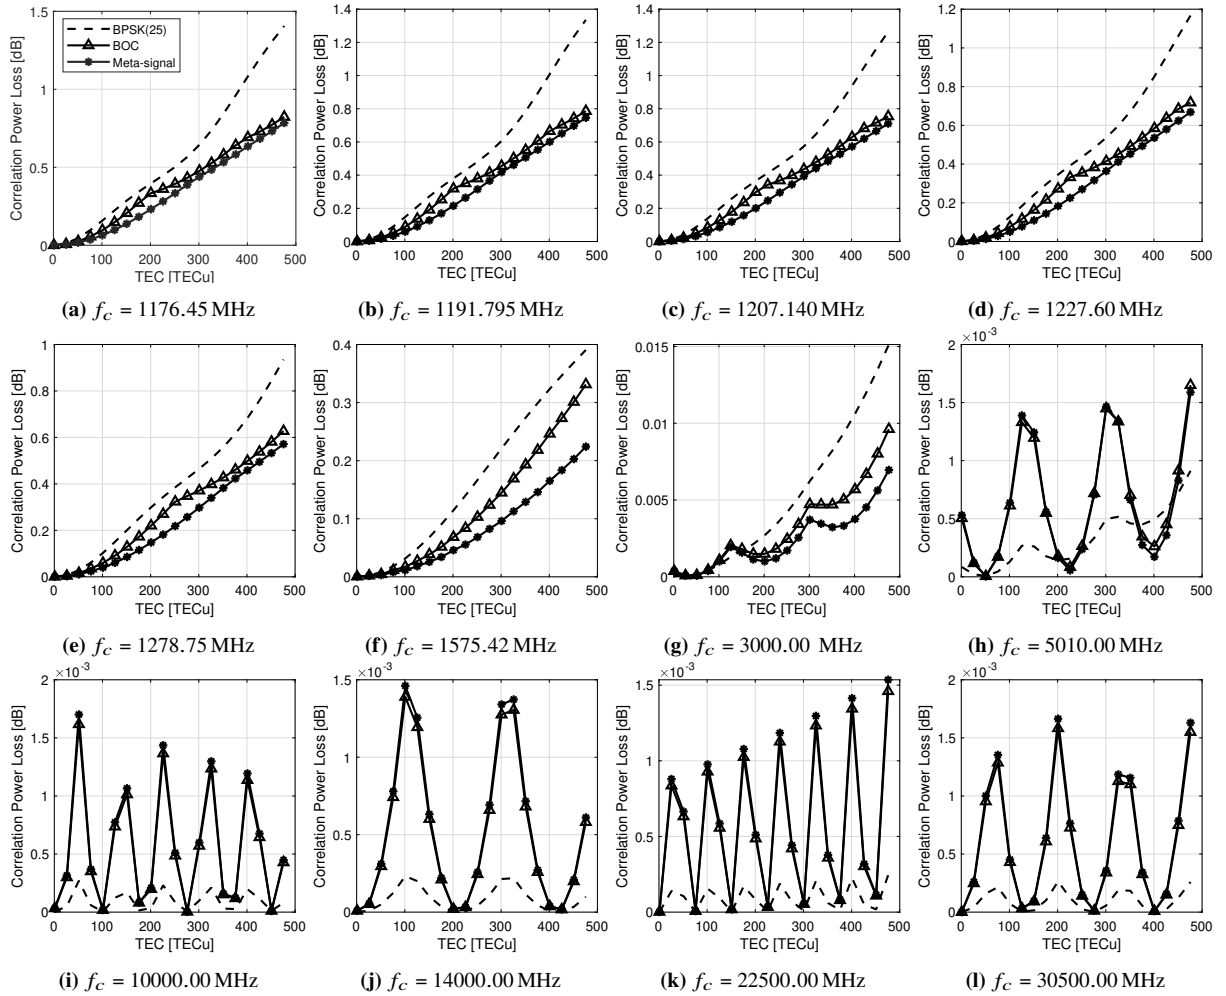 1.5
1
0.5
0
Correlation Power Loss [dB]
BPSK(25)
BOC
Meta-signal
0 100 200 300 400 500
TEC [TECu]
(a) f_c = 1176.45 MHz
1.4
1.2
1
0.8
0.6
0.4
0.2
0
Correlation Power Loss [dB]
0 100 200 300 400 500
TEC [TECu]
(b) f_c = 1191.795 MHz
1.4
1.2
1
0.8
0.6
0.4
0.2
0
Correlation Power Loss [dB]
0 100 200 300 400 500
TEC [TECu]
(c) f_c = 1207.140 MHz
1.2
1
0.8
0.6
0.4
0.2
0
Correlation Power Loss [dB]
0 100 200 300 400 500
TEC [TECu]
(d) f_c = 1227.60 MHz
1
0.8
0.6
0.4
0.2
0
Correlation Power Loss [dB]
0 100 200 300 400 500
TEC [TECu]
(e) f_c = 1278.75 MHz
0.4
0.3
0.2
0.1
0
Correlation Power Loss [dB]
0 100 200 300 400 500
TEC [TECu]
(f) f_c = 1575.42 MHz
0.015
0.01
0.005
0
Correlation Power Loss [dB]
0 100 200 300 400 500
TEC [TECu]
(g) f_c = 3000.00 MHz
×10⁻³
2
1.5
1
0.5
0
Correlation Power Loss [dB]
0 100 200 300 400 500
TEC [TECu]
(h) f_c = 5010.00 MHz
×10⁻³
2
1.5
1
0.5
0
Correlation Power Loss [dB]
0 100 200 300 400 500
TEC [TECu]
(i) f_c = 10000.00 MHz
×10⁻³
1.5
1
0.5
0
Correlation Power Loss [dB]
0 100 200 300 400 500
TEC [TECu]
(j) f_c = 14000.00 MHz
×10⁻³
1.5
1
0.5
0
Correlation Power Loss [dB]
0 100 200 300 400 500
TEC [TECu]
(k) f_c = 22500.00 MHz
×10⁻³
2
1.5
1
0.5
0
Correlation Power Loss [dB]
0 100 200 300 400 500
TEC [TECu]
(l) f_c = 30500.00 MHz